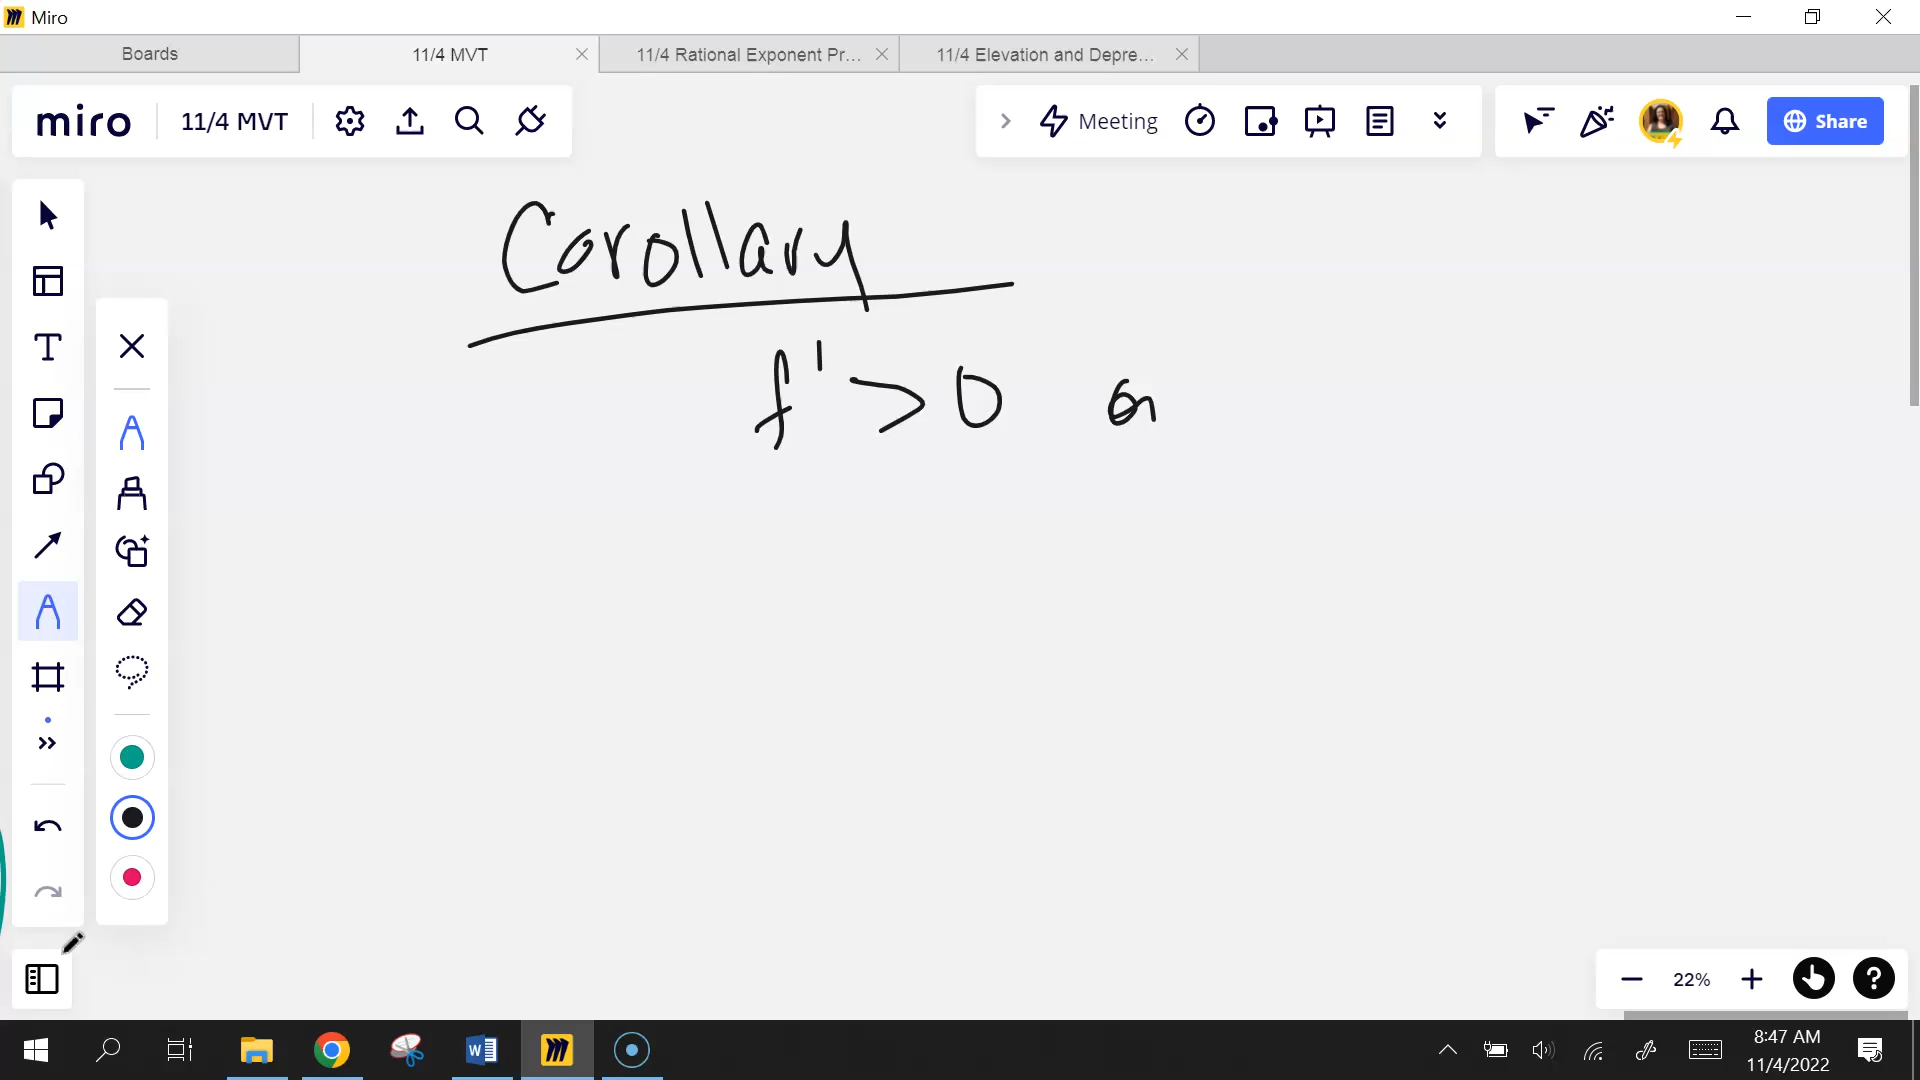 Miro
Boards
11/4 MVT
11/4 Rational Exponent Pr...
11/4 Elevation and Depre...
miro
11/4 MVT
Meeting
Share
Corollary
f' > 0 on
22%
8:47 AM
11/4/2022